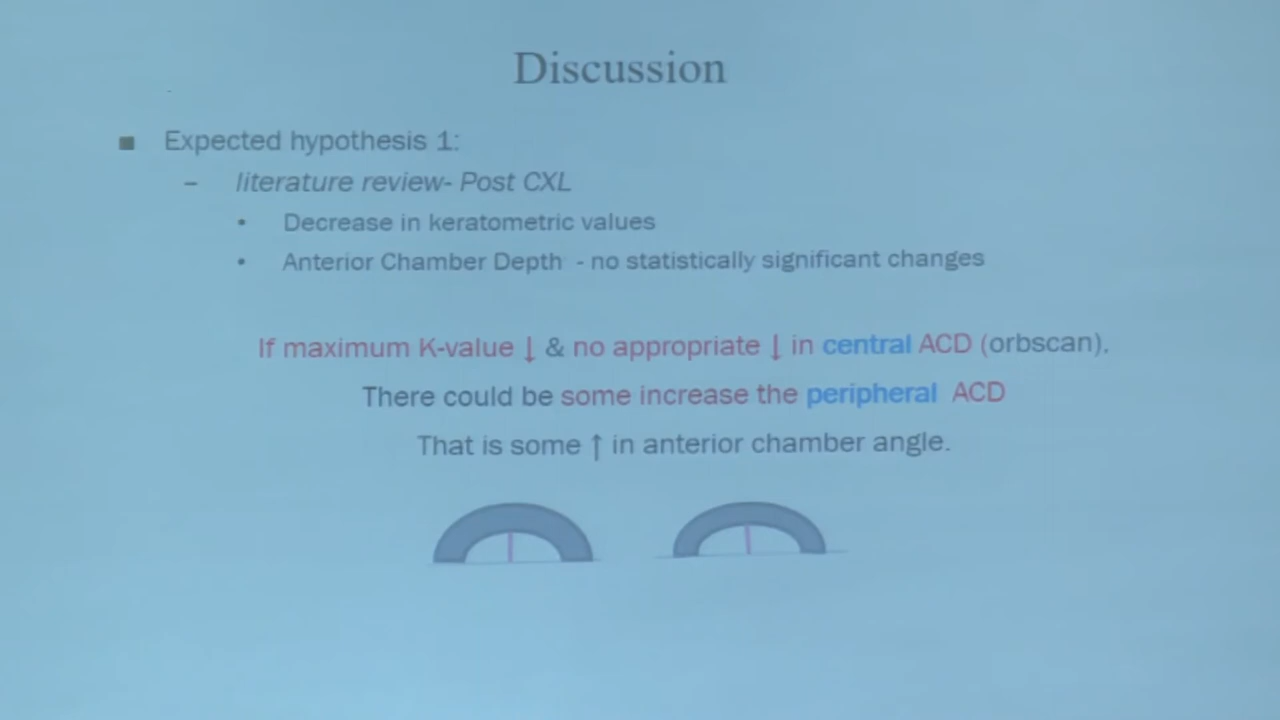 Discussion
■ Expected hypothesis 1:
– literature review- Post CXL
• Decrease in keratometric values
• Anterior Chamber Depth - no statistically significant changes
If maximum K-value ↓ & no appropriate ↓ in central ACD (orbscan).
There could be some increase the peripheral ACD
That is some ↑ in anterior chamber angle.